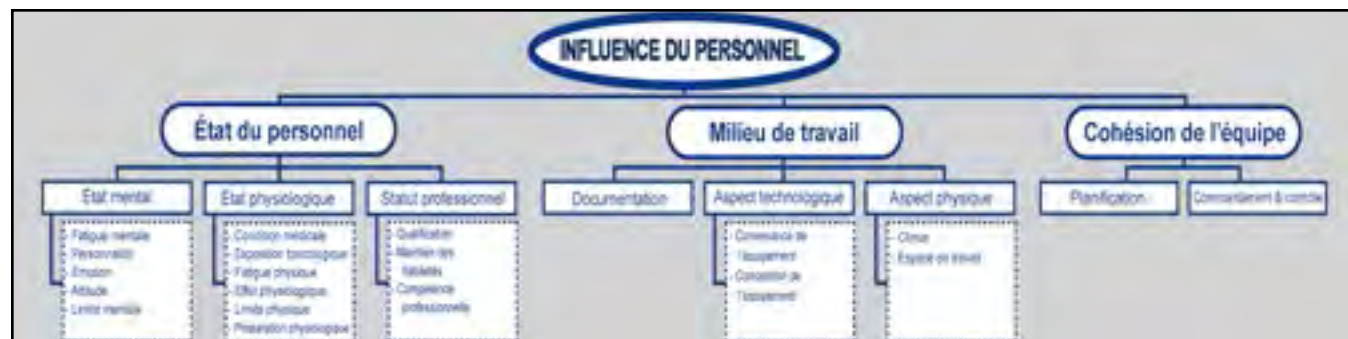 INFLUENCE DU PERSONNEL
État du personnel
Milieu de travail
Cohésion de l'équipe
État mental
État physiologique
Statut professionnel
Documentation
Aspect technologique
Aspect physique
Planification
Commandement & contrôle
- Fatigue mentale
- Personnalité
- Émotion
- Attitude
- Limite mentale
- Condition médicale
- Exposition toxicologique
- Fatigue physique
- Effet physiologique
- Limite physique
- Préparation physiologique
- Qualification
- Maintien des
habiletés
- Compétence
professionnelle
- Convenance de
l'équipement
- Conception de
l'équipement
- Climat
- Espace de travail